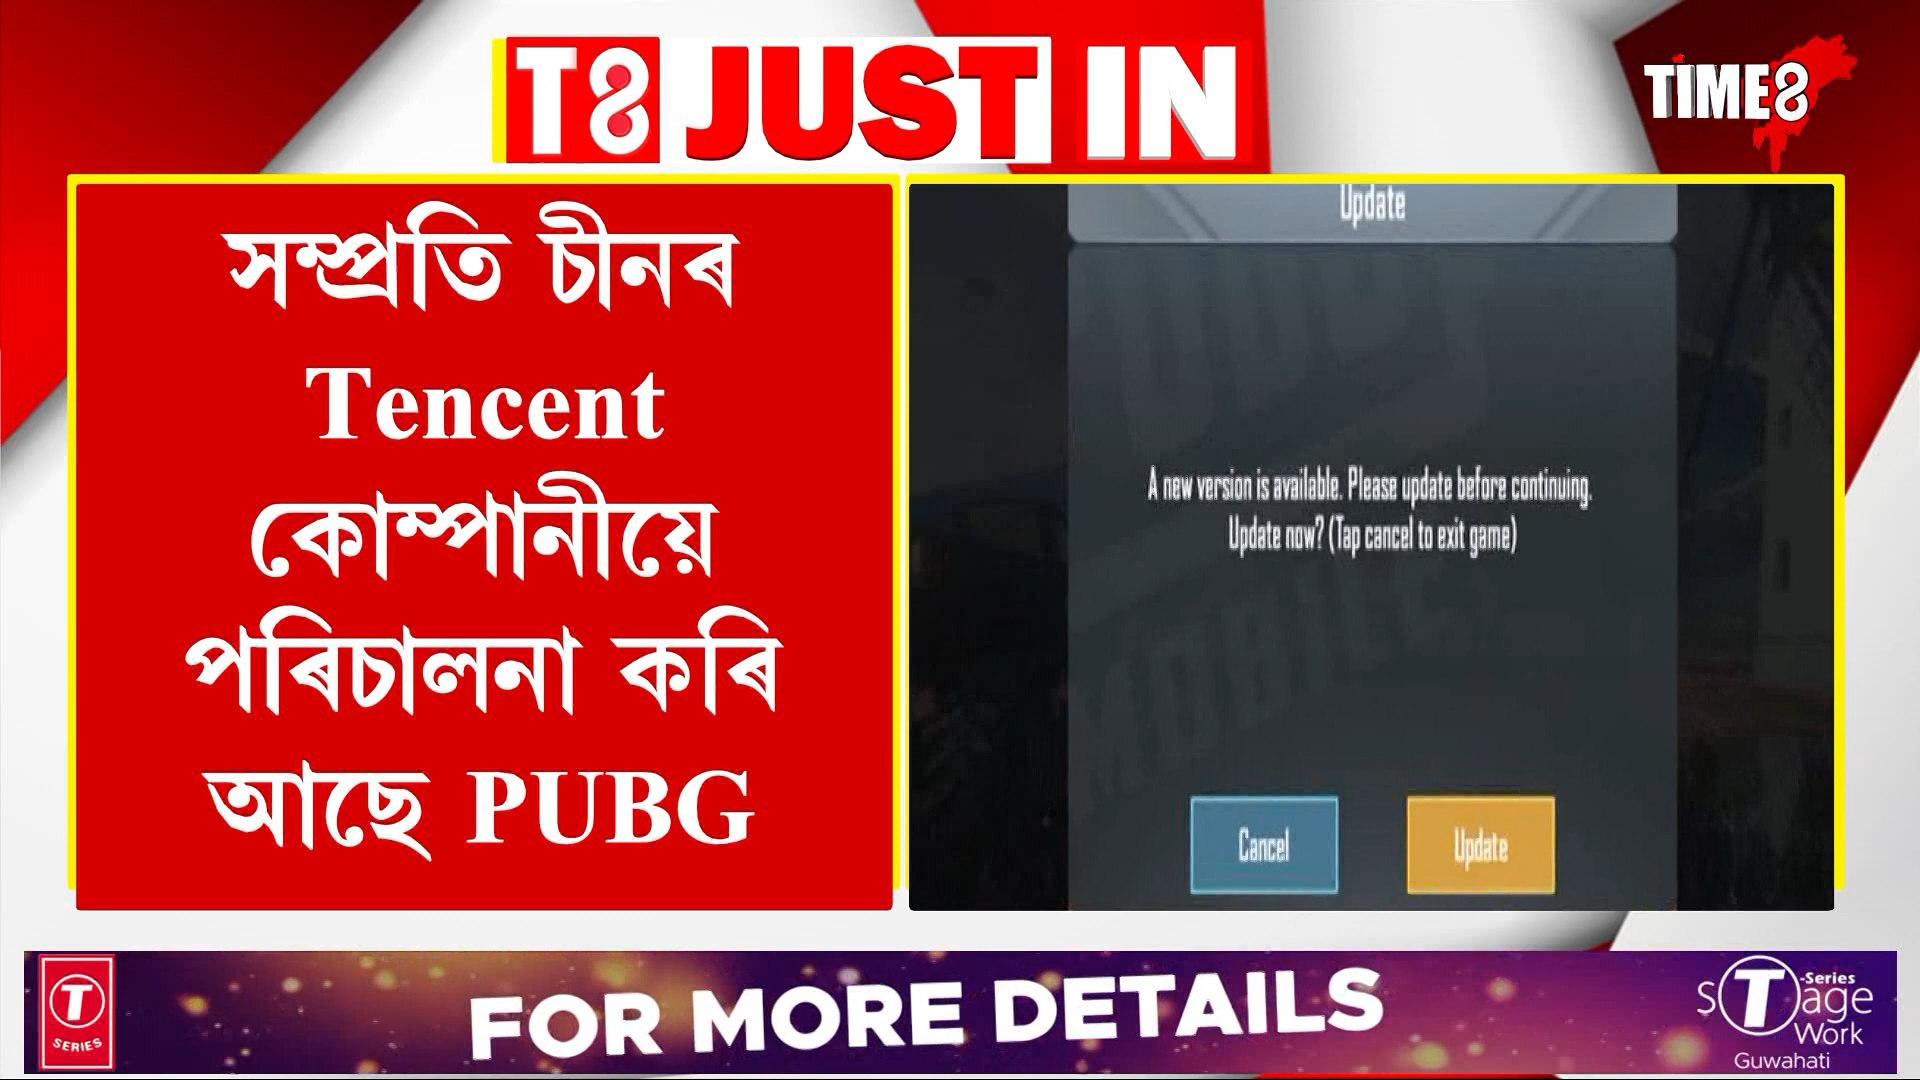 T8 JUST IN
TIME8
সম্প্ৰতি চীনৰ
Tencent
কোম্পানীয়ে
পৰিচালনা কৰি
আছে PUBG
Update
A new version is available. Please update before continuing.
Update now? (Tap cancel to exit game)
MOBILE
Cancel
Update
T
SERIES
FOR MORE DETAILS
T-Series
Stage
Work
Guwahati